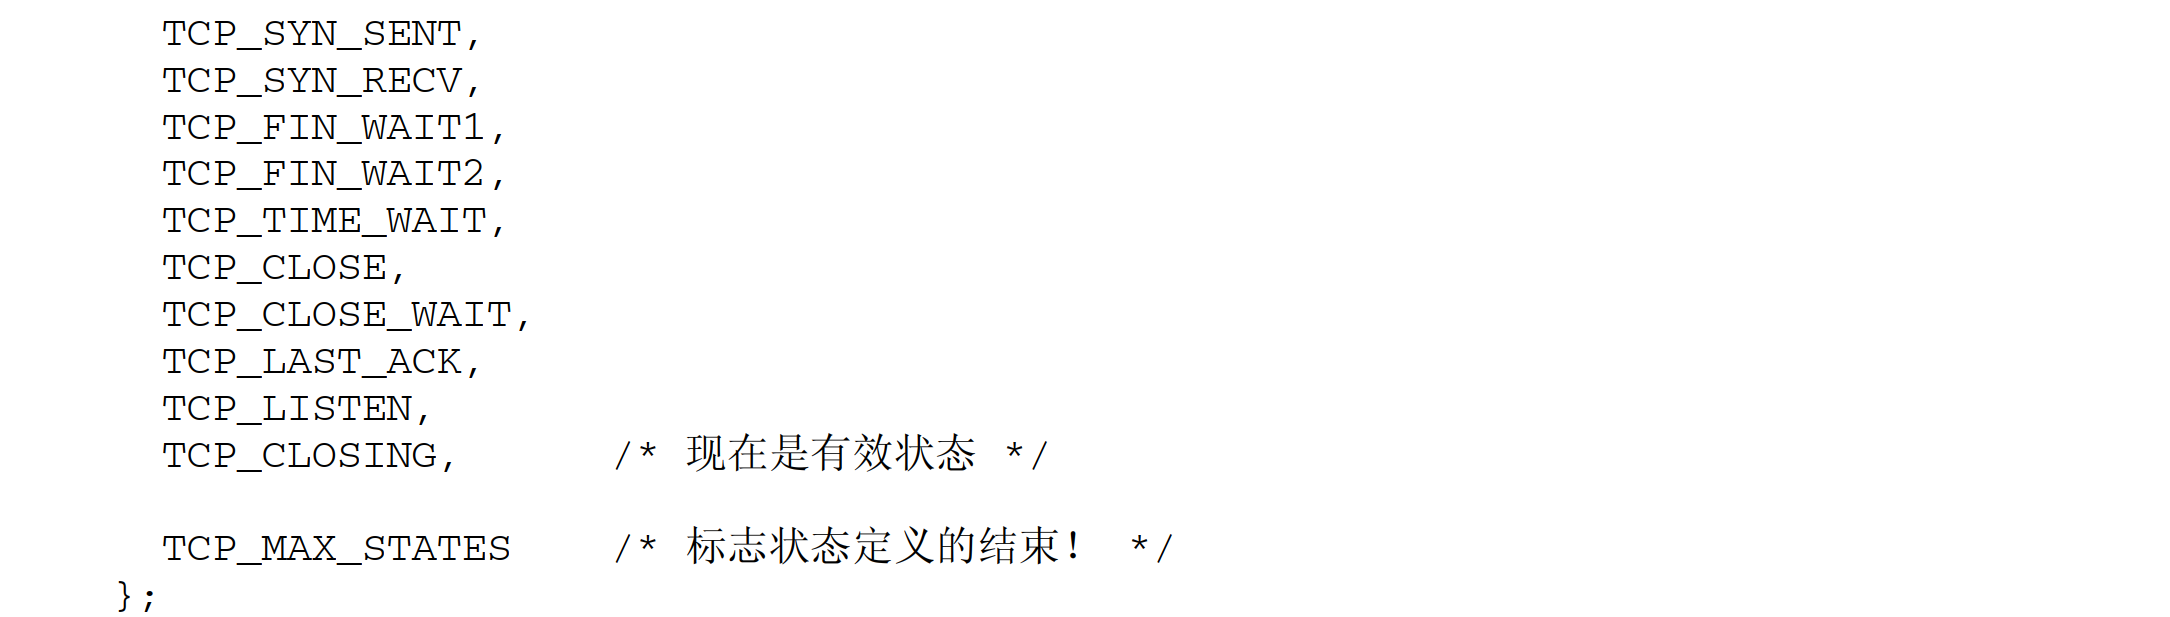 TCP_SYN_SENT,
TCP_SYN_RECV,
TCP_FIN_WAIT1,
TCP_FIN_WAIT2,
TCP_TIME_WAIT,
TCP_CLOSE,
TCP_CLOSE_WAIT,
TCP_LAST_ACK,
TCP_LISTEN,
TCP_CLOSING, /* 现在是有效状态 */
TCP_MAX_STATES /* 标志状态定义的结束！ */
};